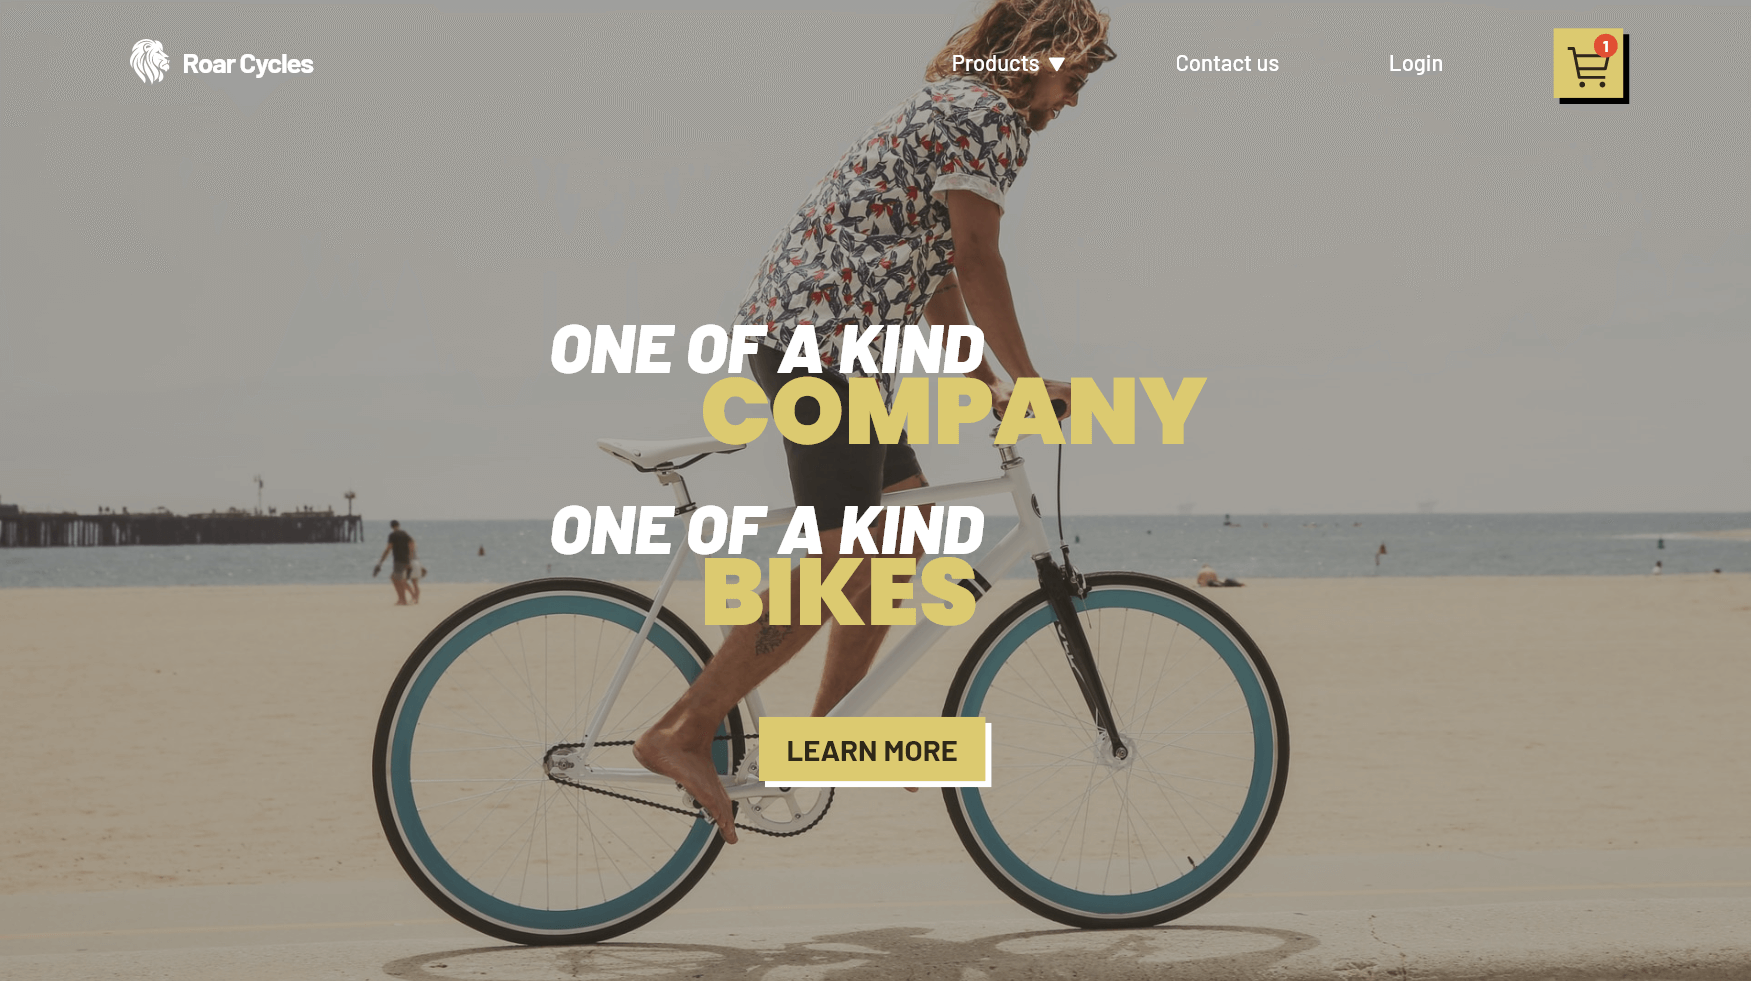 Roar Cycles
Products ▼
Contact us
Login
1
ONE OF A KIND
COMPANY
ONE OF A KIND
BIKES
LEARN MORE